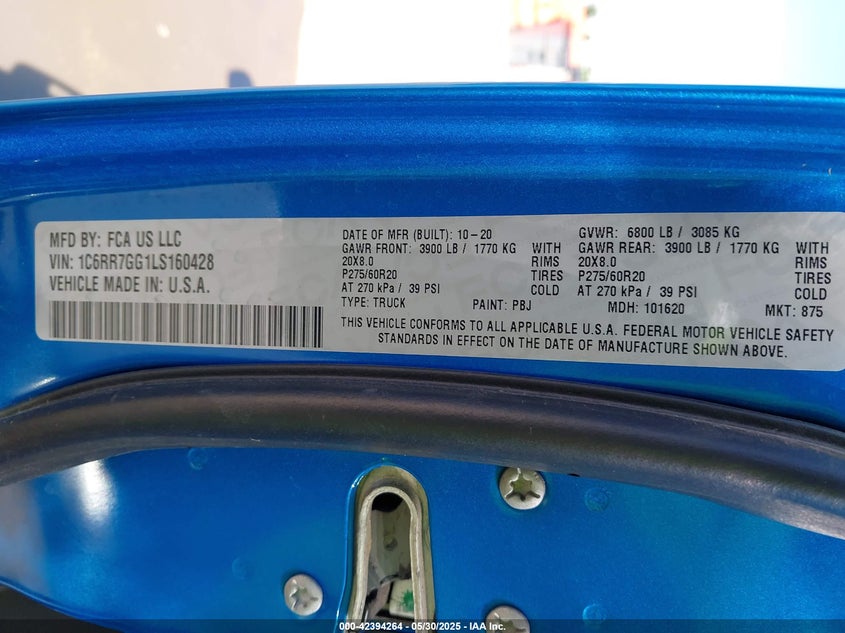 MFD BY: FCA US LLC
VIN: 1C6RR7GG1LS160428
VEHICLE MADE IN: U.S.A.
DATE OF MFR (BUILT): 10-20
GAWR FRONT: 3900 LB / 1770 KG WITH
20X8.0 RIMS
P275/60R20 TIRES
AT 270 kPa / 39 PSI COLD
TYPE: TRUCK PAINT: PBJ
GVWR: 6800 LB / 3085 KG
GAWR REAR: 3900 LB / 1770 KG WITH
20X8.0 RIMS
P275/60R20 TIRES
AT 270 kPa / 39 PSI COLD
MDH: 101620 MKT: 875
THIS VEHICLE CONFORMS TO ALL APPLICABLE U.S.A. FEDERAL MOTOR VEHICLE SAFETY
STANDARDS IN EFFECT ON THE DATE OF MANUFACTURE SHOWN ABOVE.
000-42394264 - 05/30/2025 - IAA Inc.